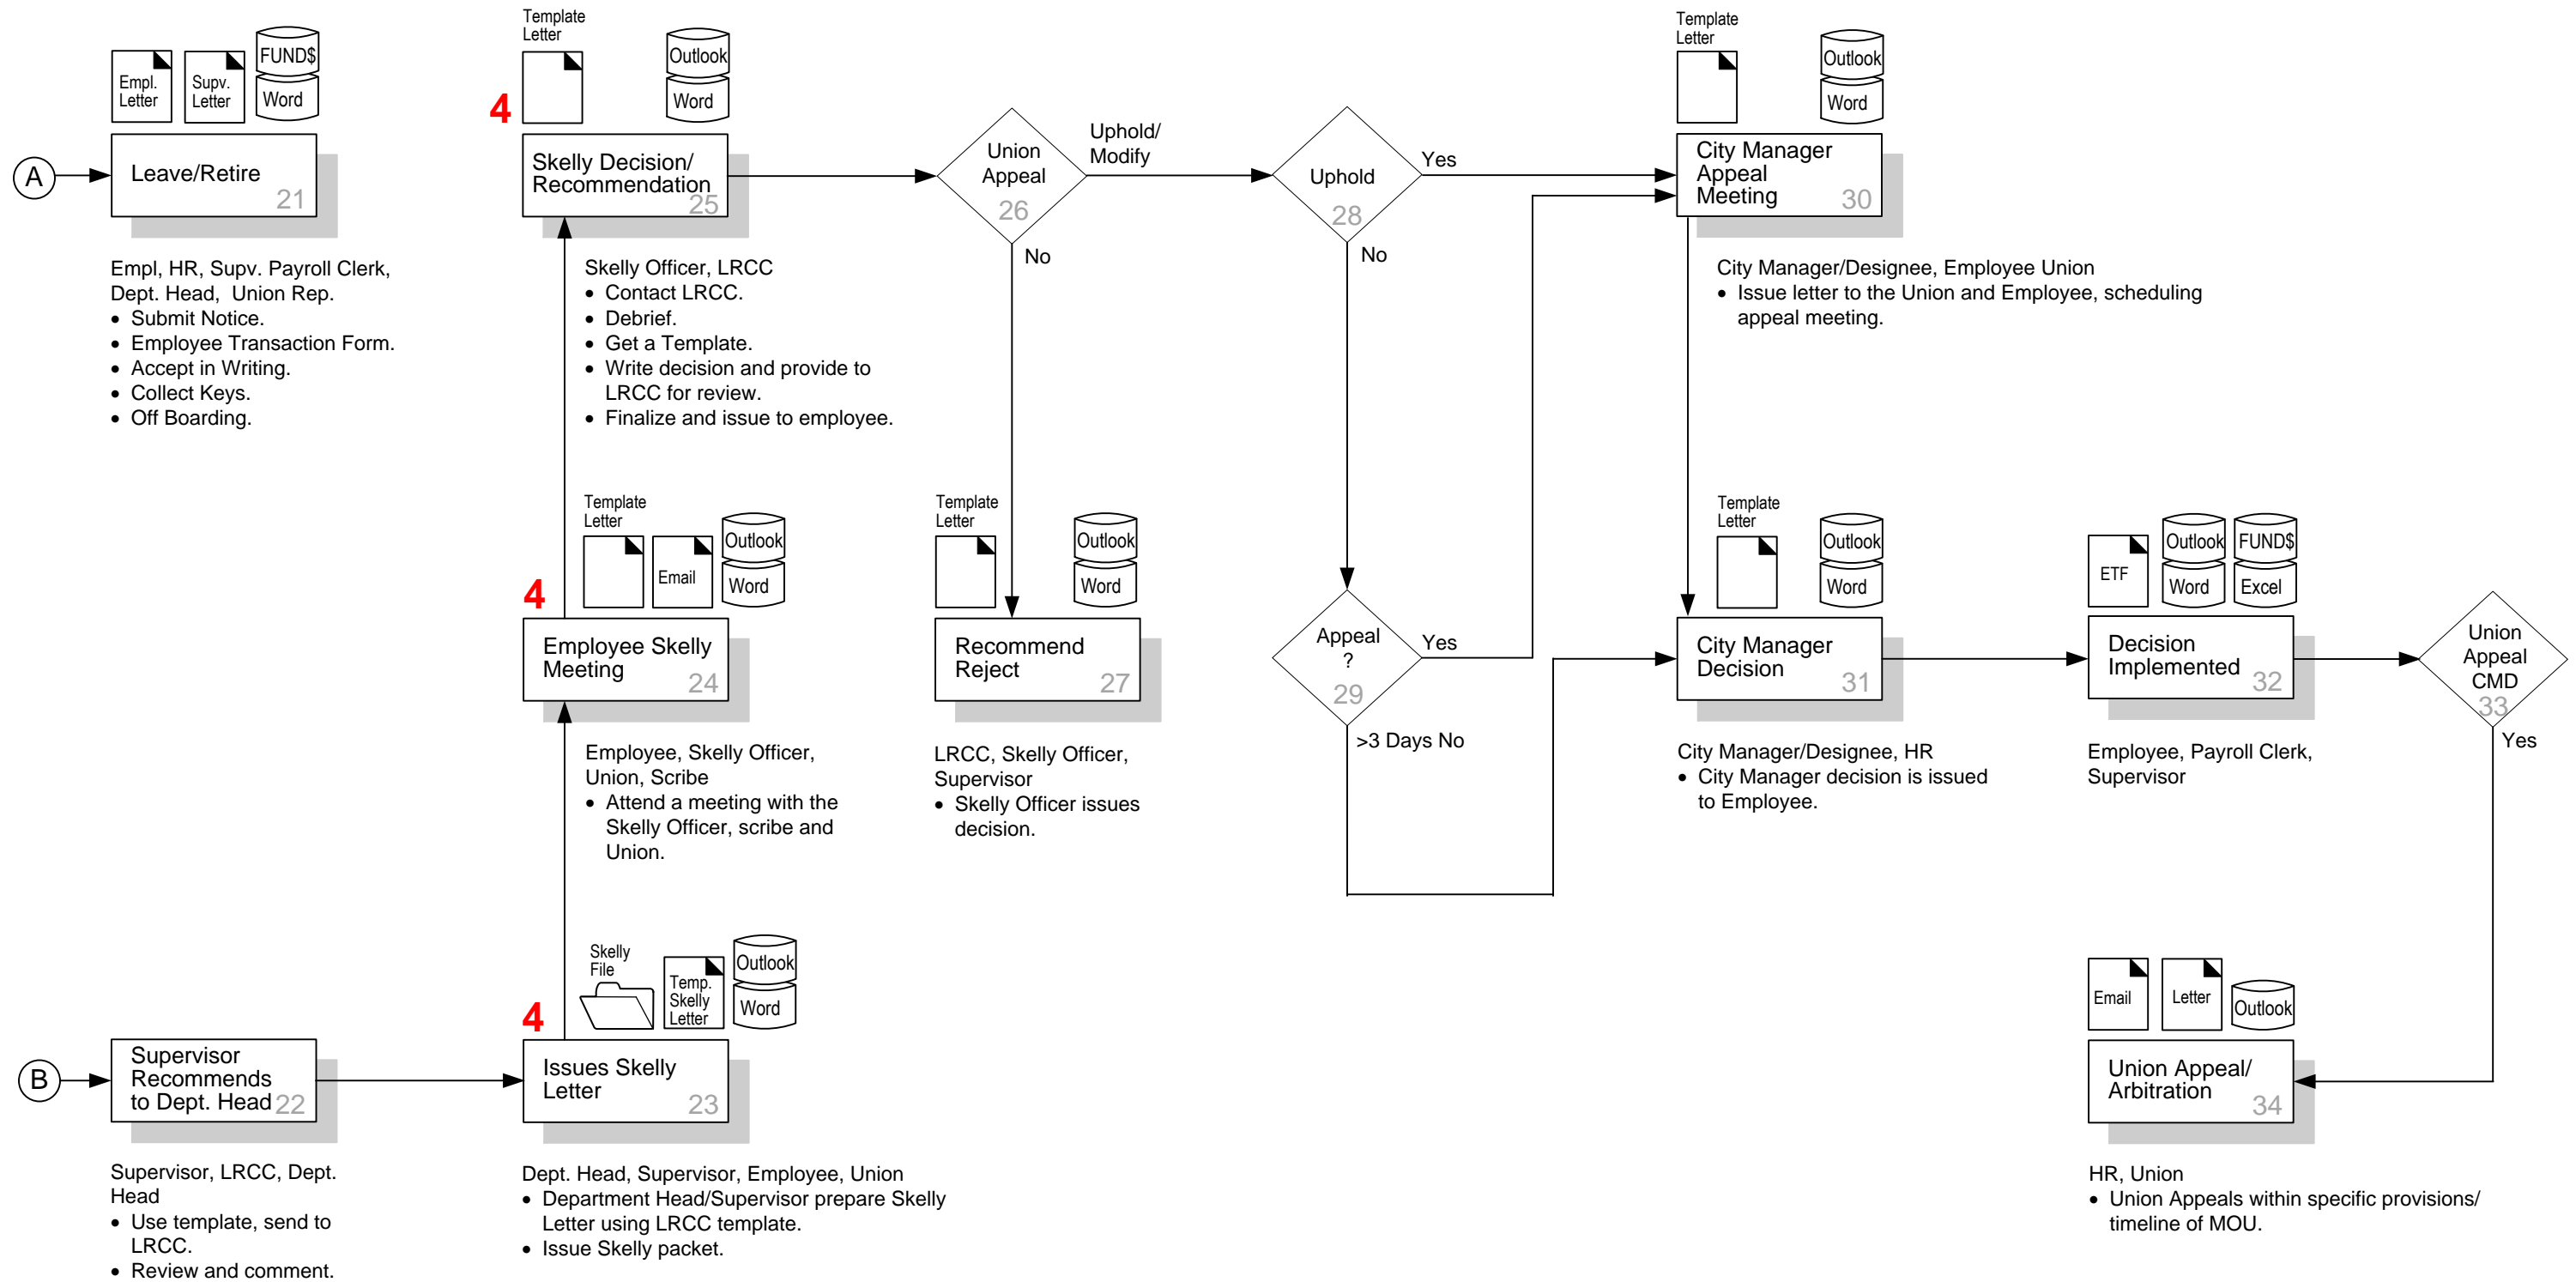 A
Empl.
Letter
Supv.
Letter
FUND$
Word
Leave/Retire
21
Empl, HR, Supv. Payroll Clerk,
Dept. Head, Union Rep.
• Submit Notice.
• Employee Transaction Form.
• Accept in Writing.
• Collect Keys.
• Off Boarding.
Template
Letter
Outlook
Word
4
Skelly Decision/
Recommendation
25
Skelly Officer, LRCC
• Contact LRCC.
• Debrief.
• Get a Template.
• Write decision and provide to
LRCC for review.
• Finalize and issue to employee.
Union
Appeal
26
Uphold/
Modify
No
Uphold
28
Yes
No
Template
Letter
Outlook
Word
City Manager
Appeal
Meeting
30
City Manager/Designee, Employee Union
• Issue letter to the Union and Employee, scheduling
appeal meeting.
Template
Letter
Email
Outlook
Word
4
Employee Skelly
Meeting
24
Employee, Skelly Officer,
Union, Scribe
• Attend a meeting with the
Skelly Officer, scribe and
Union.
Template
Letter
Outlook
Word
Recommend
Reject
27
LRCC, Skelly Officer,
Supervisor
• Skelly Officer issues
decision.
Appeal
?
29
Yes
>3 Days No
Template
Letter
Outlook
Word
City Manager
Decision
31
City Manager/Designee, HR
• City Manager decision is issued
to Employee.
ETF
Outlook
Word
FUND$
Excel
Decision
Implemented
32
Employee, Payroll Clerk,
Supervisor
Union
Appeal
CMD
33
Yes
B
Supervisor
Recommends
to Dept. Head
22
Supervisor, LRCC, Dept.
Head
• Use template, send to
LRCC.
• Review and comment.
Skelly
File
Temp.
Skelly
Letter
Outlook
Word
4
Issues Skelly
Letter
23
Dept. Head, Supervisor, Employee, Union
• Department Head/Supervisor prepare Skelly
Letter using LRCC template.
• Issue Skelly packet.
Email
Letter
Outlook
Union Appeal/
Arbitration
34
HR, Union
• Union Appeals within specific provisions/
timeline of MOU.